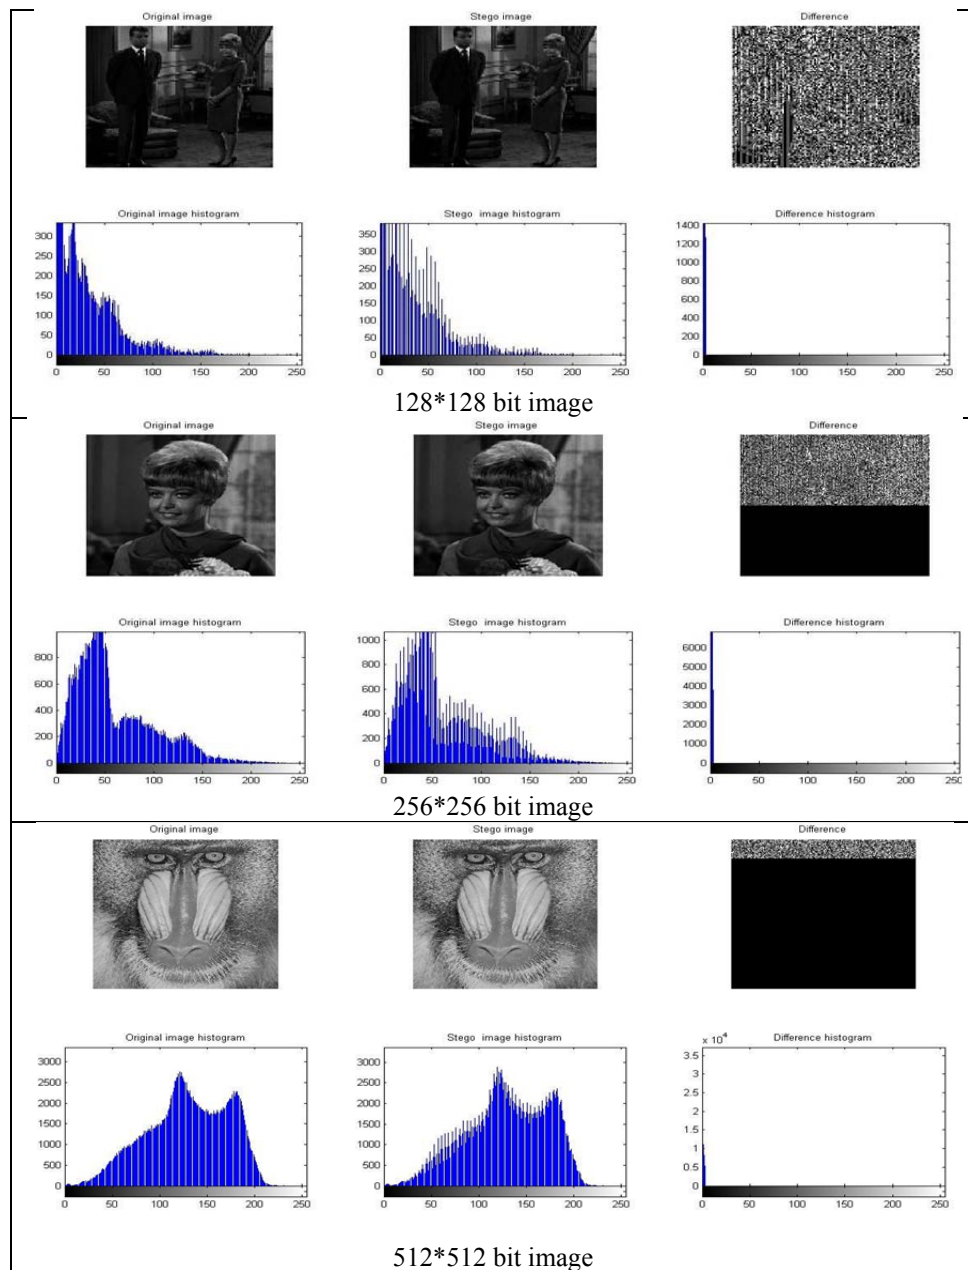 Original image Stego image Difference
Original image histogram Stego image histogram Difference histogram
300 350 1400
250 300 1200
200 250 1000
150 200 800
100 150 600
50 100 400
0 50 200
0 0
0 50 100 150 200 250 0 50 100 150 200 250 0 50 100 150 200 250
128*128 bit image
Original image Stego image Difference
Original image histogram Stego image histogram Difference histogram
800 1000 6000
600 800 5000
400 600 4000
200 400 3000
0 200 2000
0 1000
0
0 50 100 150 200 250 0 50 100 150 200 250 0 50 100 150 200 250
256*256 bit image
Original image Stego image Difference
Original image histogram Stego image histogram x 10^4 Difference histogram
3000 3000 3.5
2500 2500 3
2000 2000 2.5
1500 1500 2
1000 1000 1.5
500 500 1
0 0 0.5
0
0 50 100 150 200 250 0 50 100 150 200 250 0 50 100 150 200 250
512*512 bit image